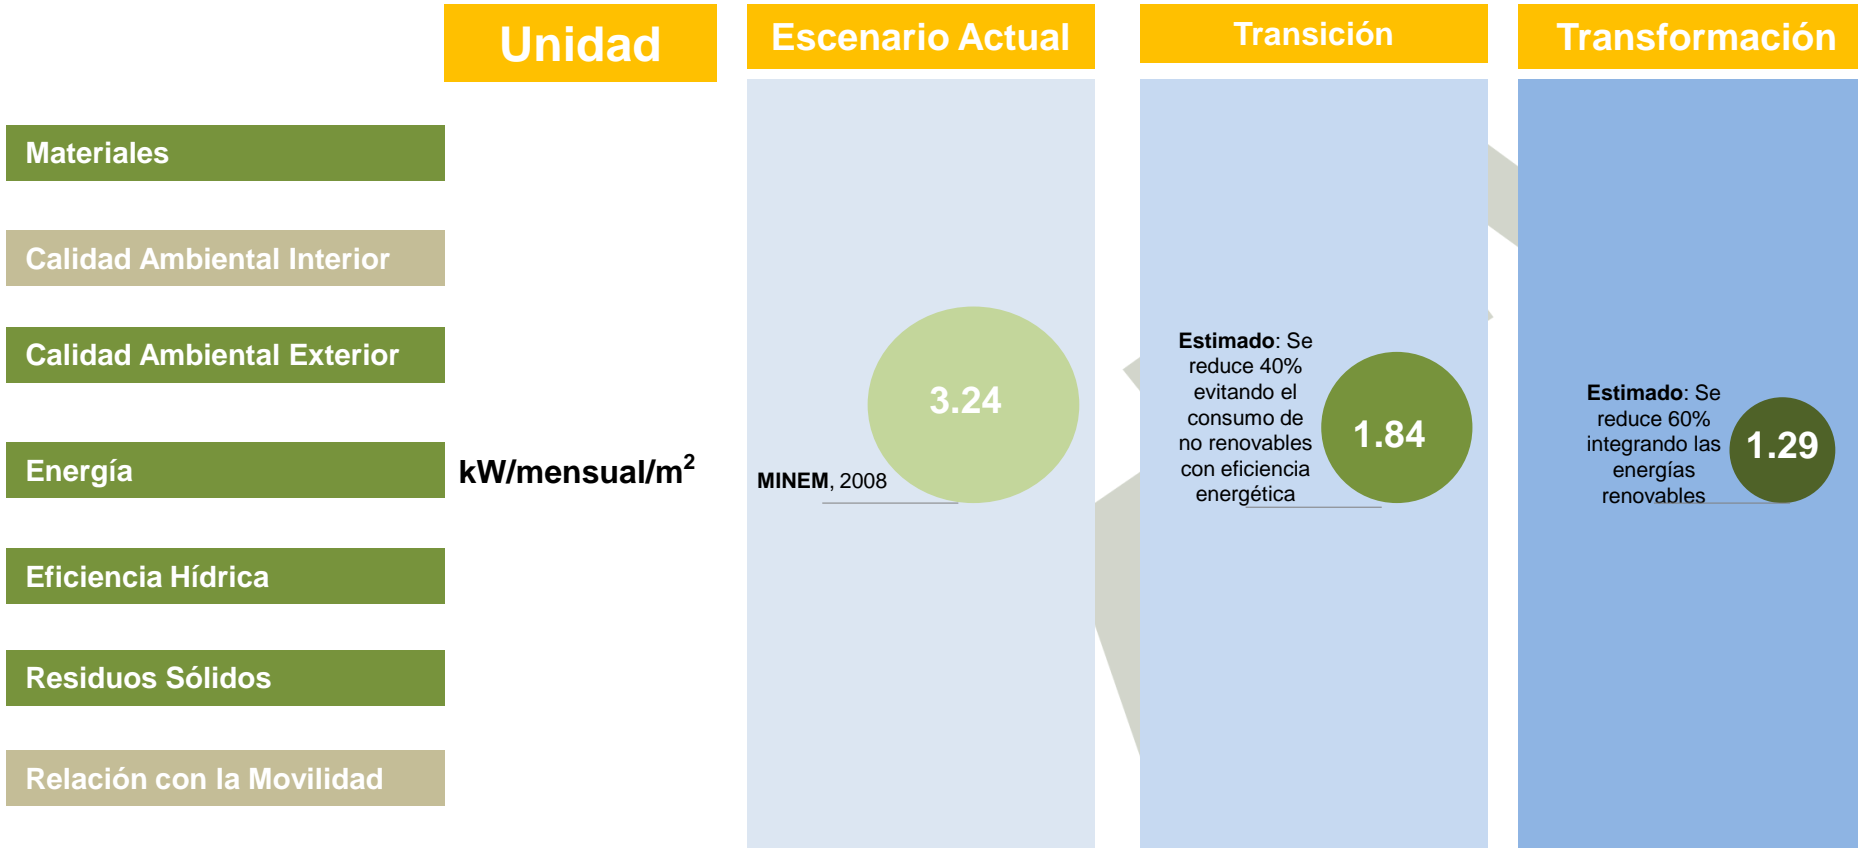 Unidad
Escenario Actual
Transición
Transformación
Materiales
Calidad Ambiental Interior
Calidad Ambiental Exterior
Energía
Eficiencia Hídrica
Residuos Sólidos
Relación con la Movilidad
kW/mensual/m²
3.24
MINEM, 2008
Estimado: Se
reduce 40%
evitando el
consumo de
no renovables
con eficiencia
energética
1.84
Estimado: Se
reduce 60%
integrando las
energías
renovables
1.29